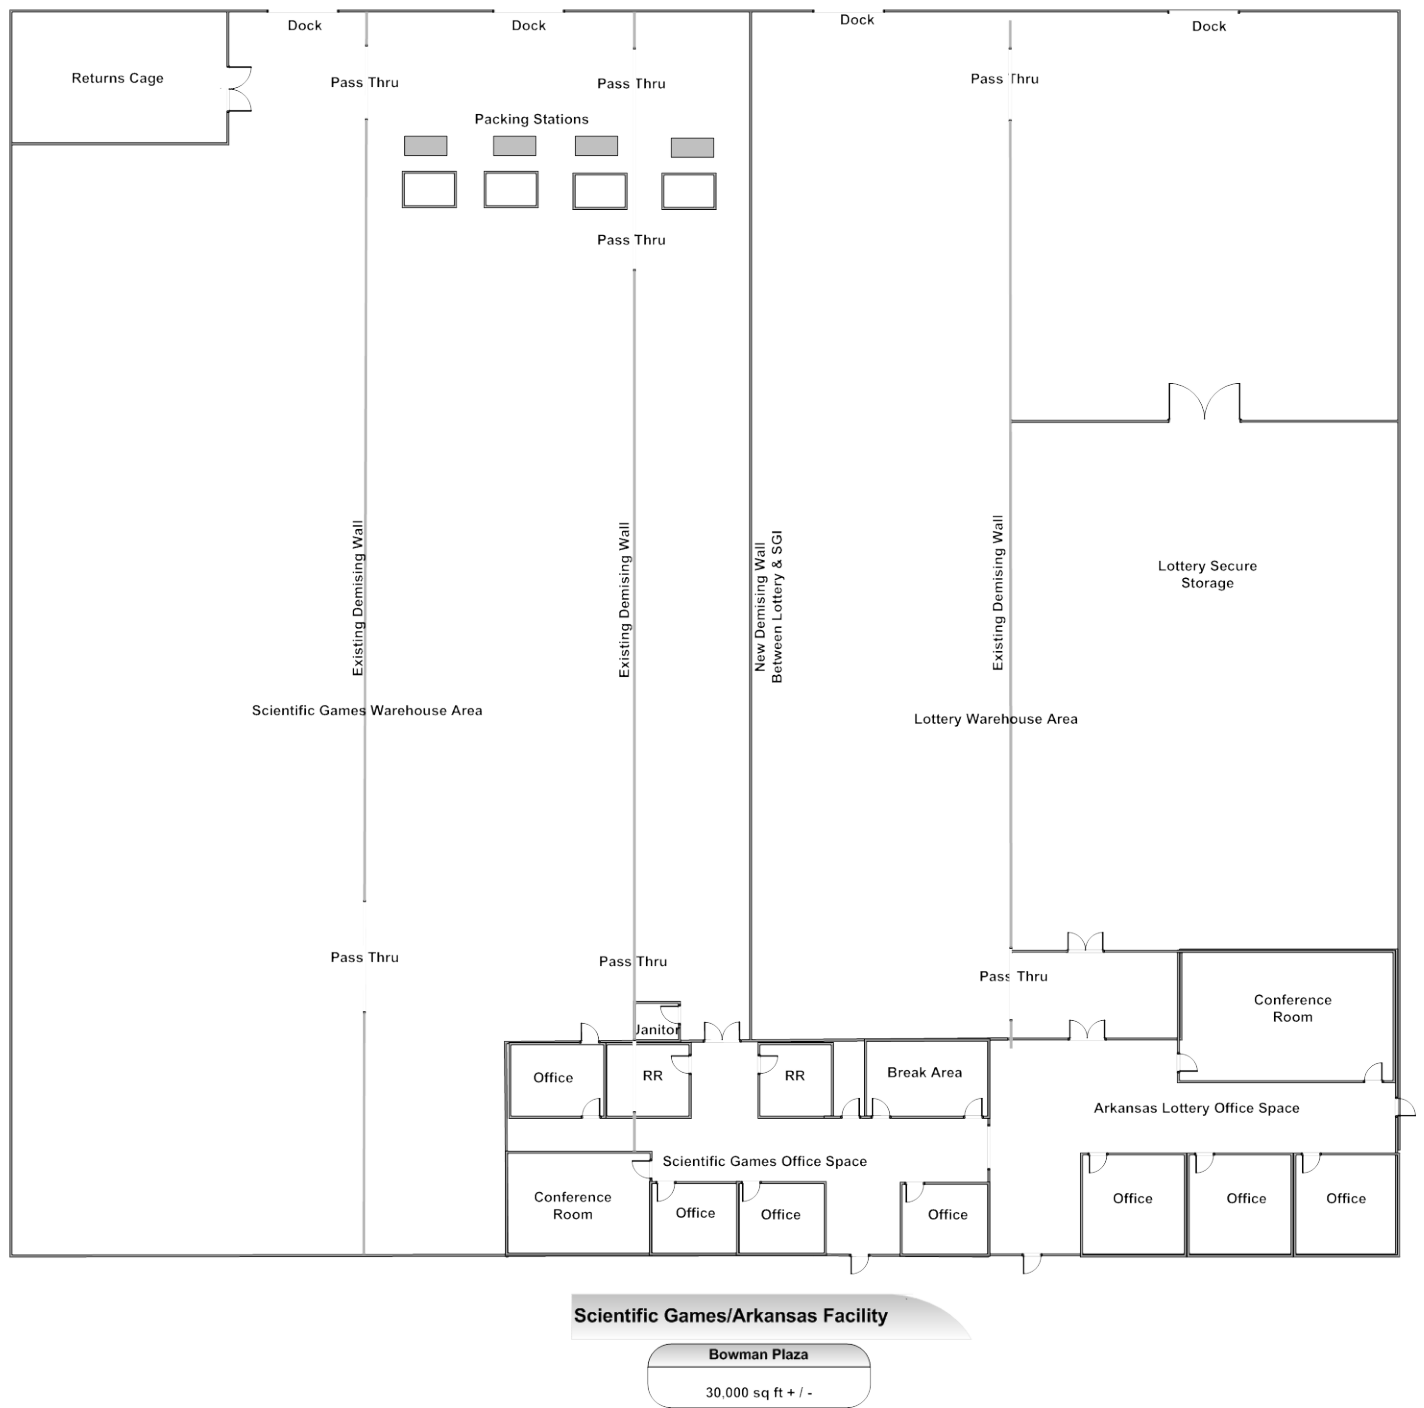 Dock
Dock
Dock
Dock
Returns Cage
Pass Thru
Pass Thru
Pass Thru
Packing Stations
Pass Thru
Existing Demising Wall
Existing Demising Wall
New Demising Wall
Between Lottery & SGI
Existing Demising Wall
Lottery Secure
Storage
Scientific Games Warehouse Area
Lottery Warehouse Area
Pass Thru
Pass Thru
Pass Thru
Conference
Room
Janitor
Office
RR
RR
Break Area
Arkansas Lottery Office Space
Scientific Games Office Space
Conference
Room
Office
Office
Office
Office
Office
Office
Scientific Games/Arkansas Facility
Bowman Plaza
30,000 sq ft + / -